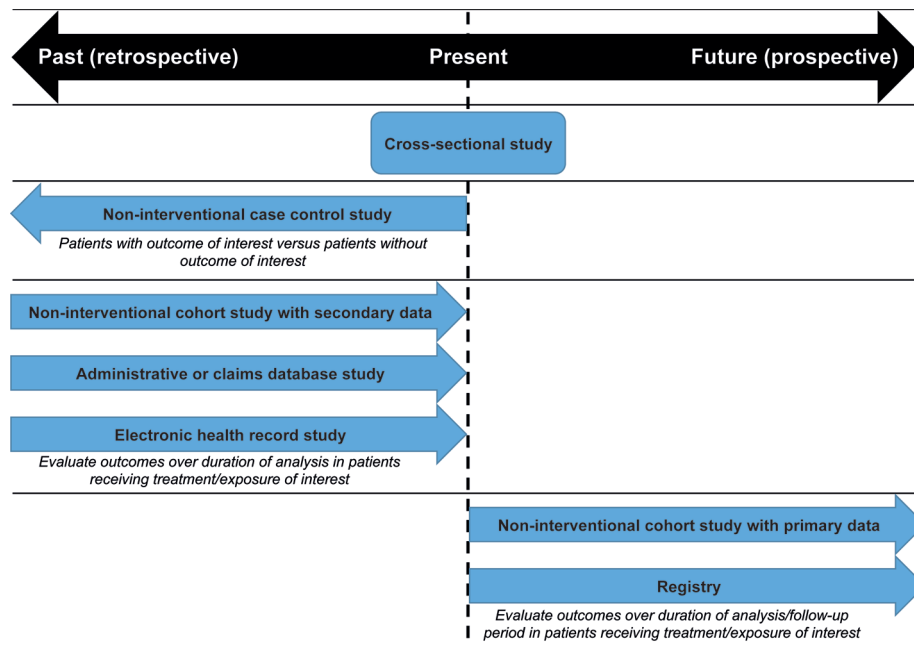 Past (retrospective)
Present
Future (prospective)
Cross-sectional study
Non-interventional case control study
Patients with outcome of interest versus patients without
outcome of interest
Non-interventional cohort study with secondary data
Administrative or claims database study
Electronic health record study
Evaluate outcomes over duration of analysis in patients
receiving treatment/exposure of interest
Non-interventional cohort study with primary data
Registry
Evaluate outcomes over duration of analysis/follow-up
period in patients receiving treatment/exposure of interest